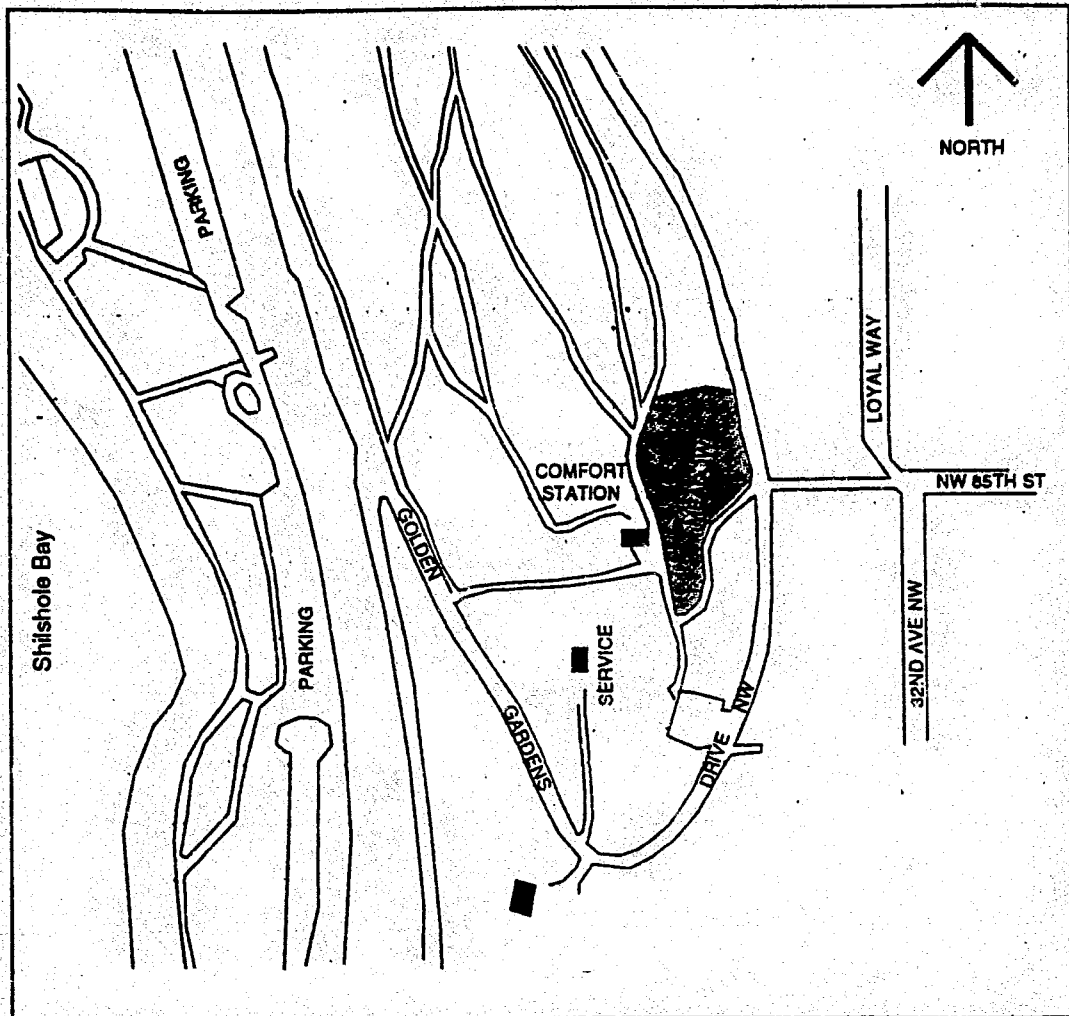 NORTH
PARKING
LOYAL WAY
COMFORT
STATION
NW 85TH ST
GOLDEN
Shilshole Bay
PARKING
SERVICE
32ND AVE NW
GARDENS
DRIVE NW